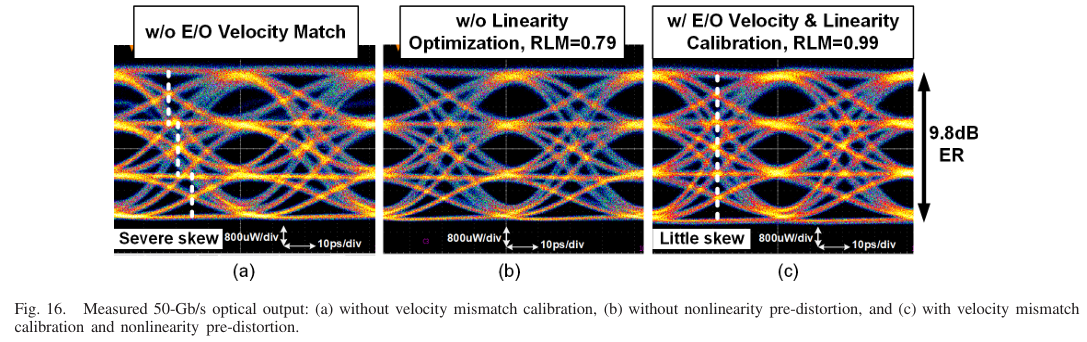 w/o E/O Velocity Match
w/o Linearity
Optimization, RLM=0.79
w/ E/O Velocity & Linearity
Calibration, RLM=0.99
9.8dB
ER
Severe skew
800uW/div
10ps/div
800uW/div
10ps/div
Little skew
800uW/div
10ps/div
(a)
(b)
(c)
Fig. 16. Measured 50-Gb/s optical output: (a) without velocity mismatch calibration, (b) without nonlinearity pre-distortion, and (c) with velocity mismatch
calibration and nonlinearity pre-distortion.